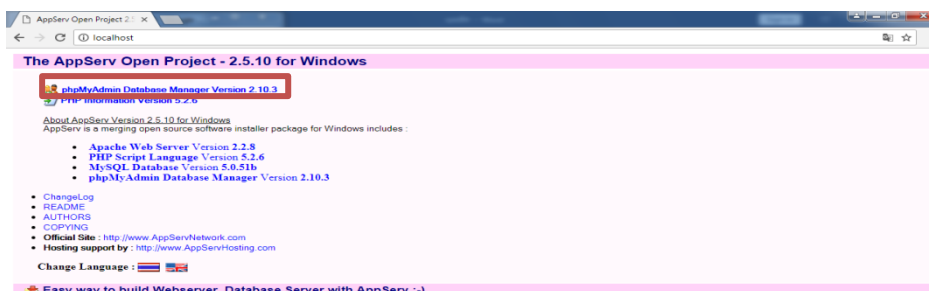 AppServ Open Project 2.5
localhost
The AppServ Open Project - 2.5.10 for Windows
phpMyAdmin Database Manager Version 2.10.3
PHP Information Version 5.2.6
About AppServ Version 2.5.10 for Windows
AppServ is a merging open source software installer package for Windows includes :
Apache Web Server Version 2.2.8
PHP Script Language Version 5.2.6
MySQL Database Version 5.0.51b
phpMyAdmin Database Manager Version 2.10.3
ChangeLog
README
AUTHORS
COPYING
Official Site : http://www.AppServNetwork.com
Hosting support by : http://www.AppServHosting.com
Change Language :
Easy way to build Webserver, Database Server with AppServ :-)